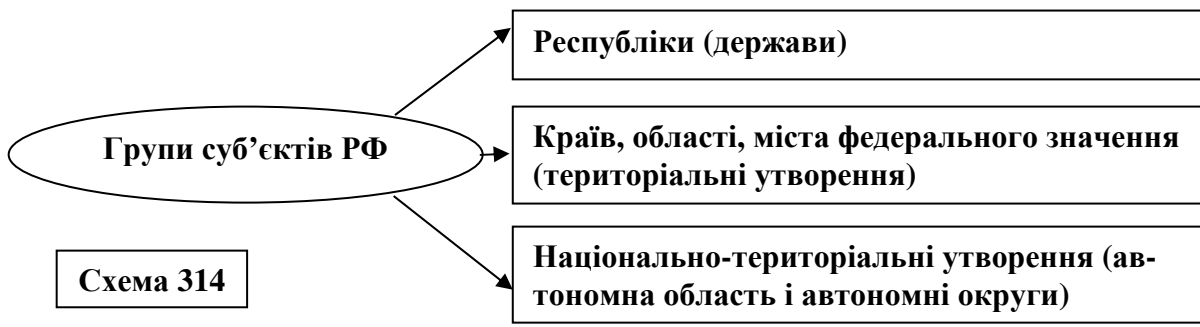 Республіки (держави)
Групи суб’єктів РФ
Країв, області, міста федерального значення
(територіальні утворення)
Національно-територіальні утворення (ав-
тономна область і автономні округи)
Схема 314